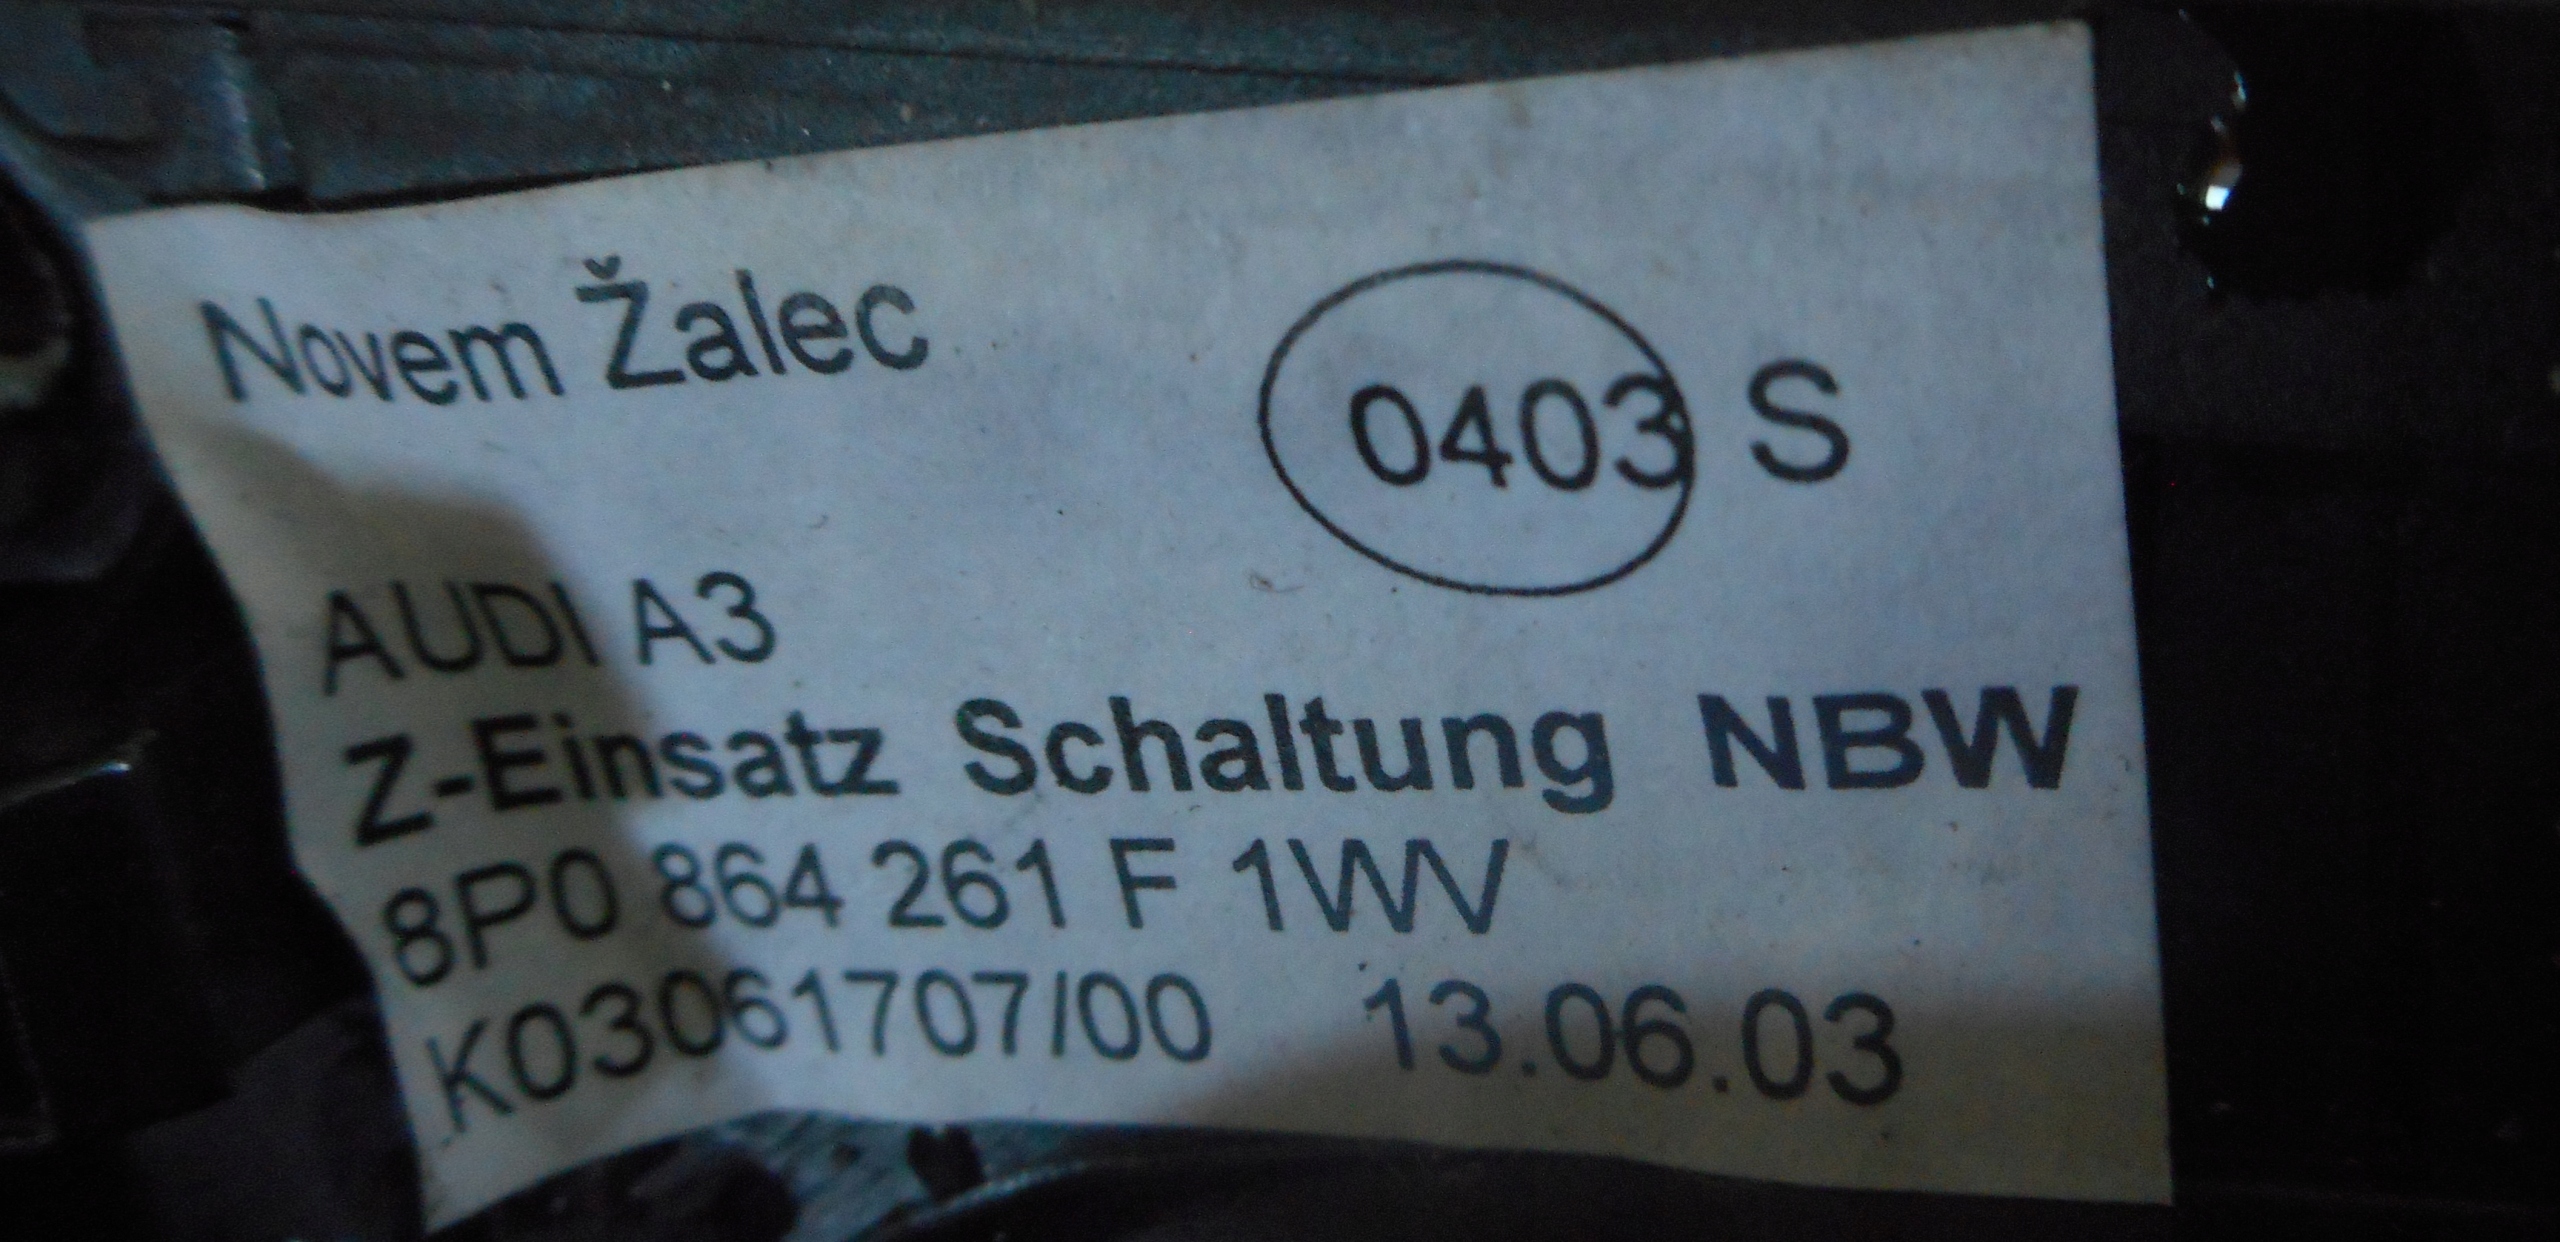 Novem Žalec
0403 S
AUDI A3
Z-Einsatz Schaltung NBW
8P0 864 261 F 1WV
K03061707/00 13.06.03